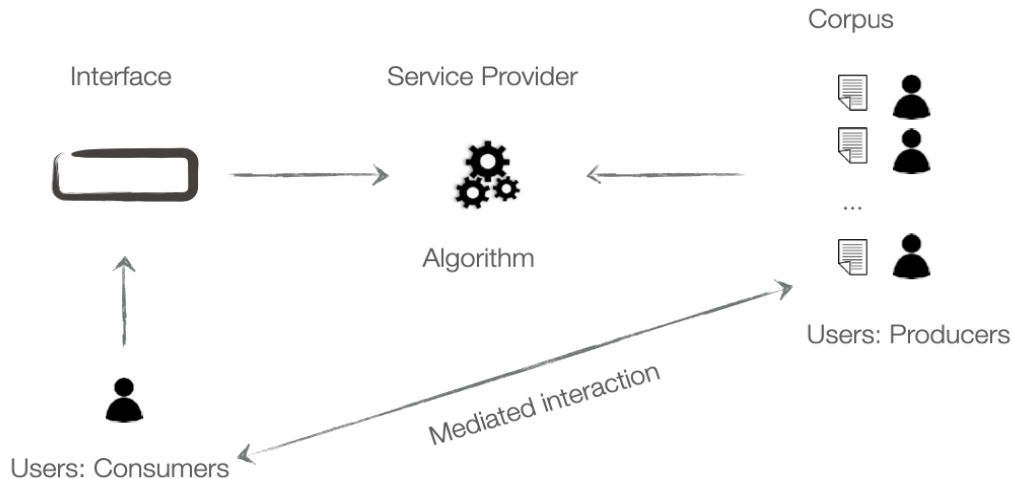 Corpus
Interface
Service Provider
...
Algorithm
Users: Producers
Mediated interaction
Users: Consumers